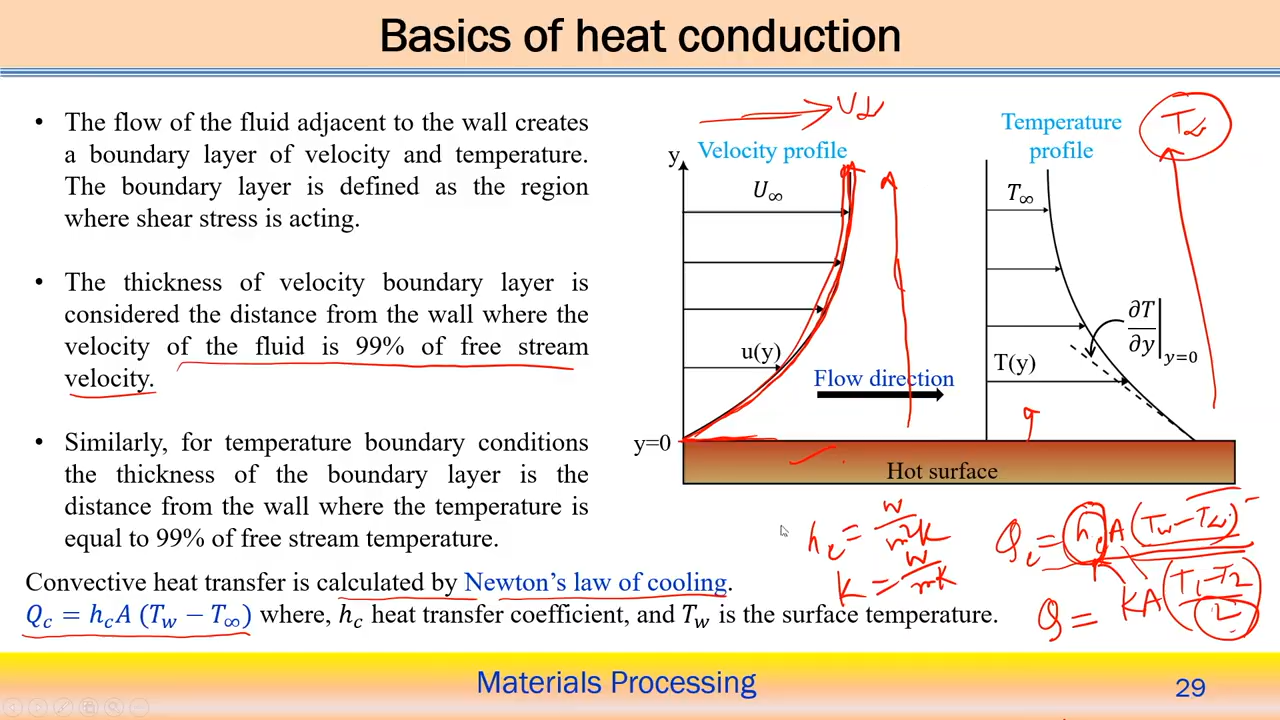 Basics of heat conduction
• The flow of the fluid adjacent to the wall creates
a boundary layer of velocity and temperature.
The boundary layer is defined as the region
where shear stress is acting.
• The thickness of velocity boundary layer is
considered the distance from the wall where the
velocity of the fluid is 99% of free stream
velocity.
• Similarly, for temperature boundary conditions
the thickness of the boundary layer is the
distance from the wall where the temperature is
equal to 99% of free stream temperature.
Convective heat transfer is calculated by Newton's law of cooling.
Q_c = h_c A (T_w − T_∞) where, h_c heat transfer coefficient, and T_w is the surface temperature.
U∞
y
Velocity profile
U∞
u(y)
Flow direction
y=0
Hot surface
Temperature
profile
T∞
T∞
∂T/∂y|y=0
T(y)
h_c = W/m²K
K = W/mK
Q_c = h_c A (T_w − T_∞)
Q = KA (T₁ − T₂ / L)
Materials Processing
29